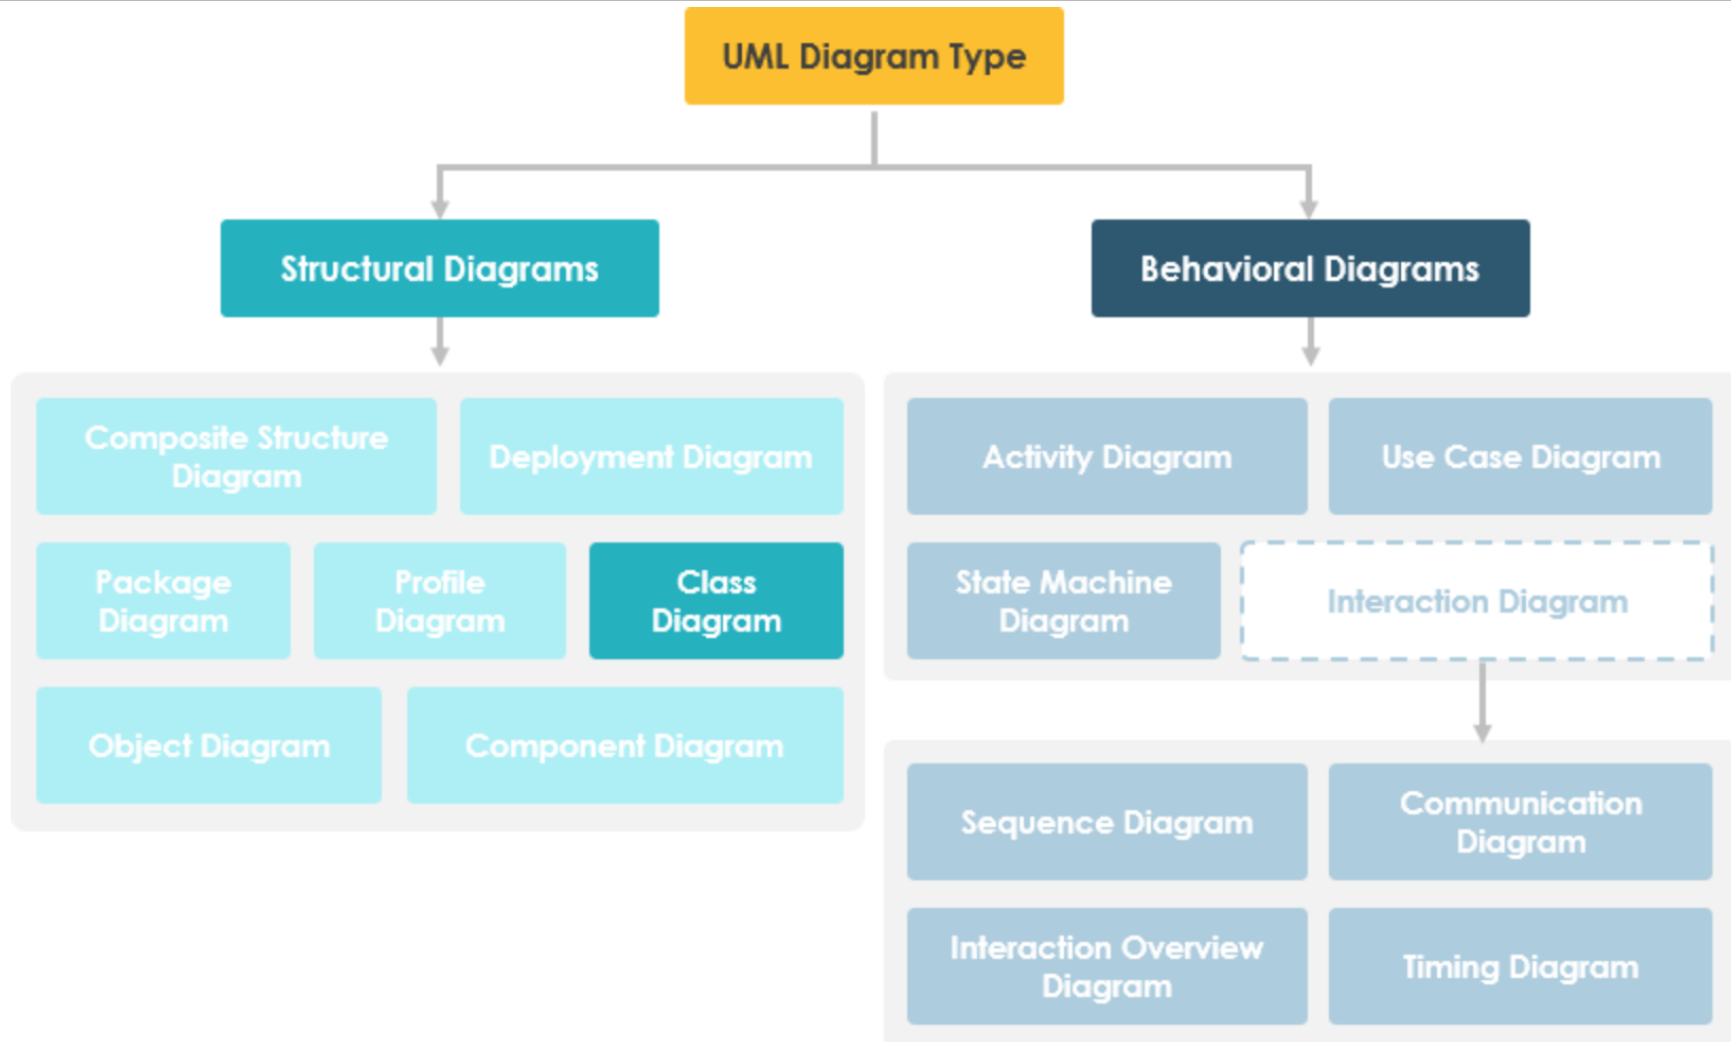 UML Diagram Type
Structural Diagrams
Behavioral Diagrams
Composite Structure
Diagram
Deployment Diagram
Package
Diagram
Profile
Diagram
Class
Diagram
Object Diagram
Component Diagram
Activity Diagram
Use Case Diagram
State Machine
Diagram
Interaction Diagram
Sequence Diagram
Communication
Diagram
Interaction Overview
Diagram
Timing Diagram